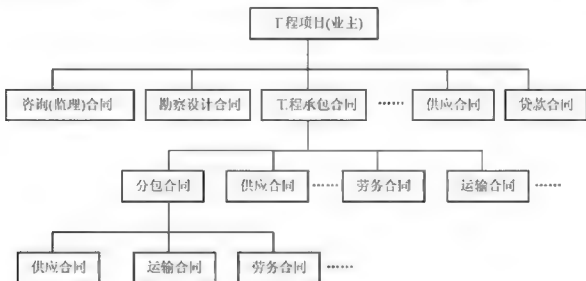 工程项目(业主)
咨询(监理)合同 勘察设计合同 工程承包合同 …… 供应合同 贷款合同
分包合同 供应合同 …… 劳务合同 运输合同 ……
供应合同 运输合同 劳务合同 ……